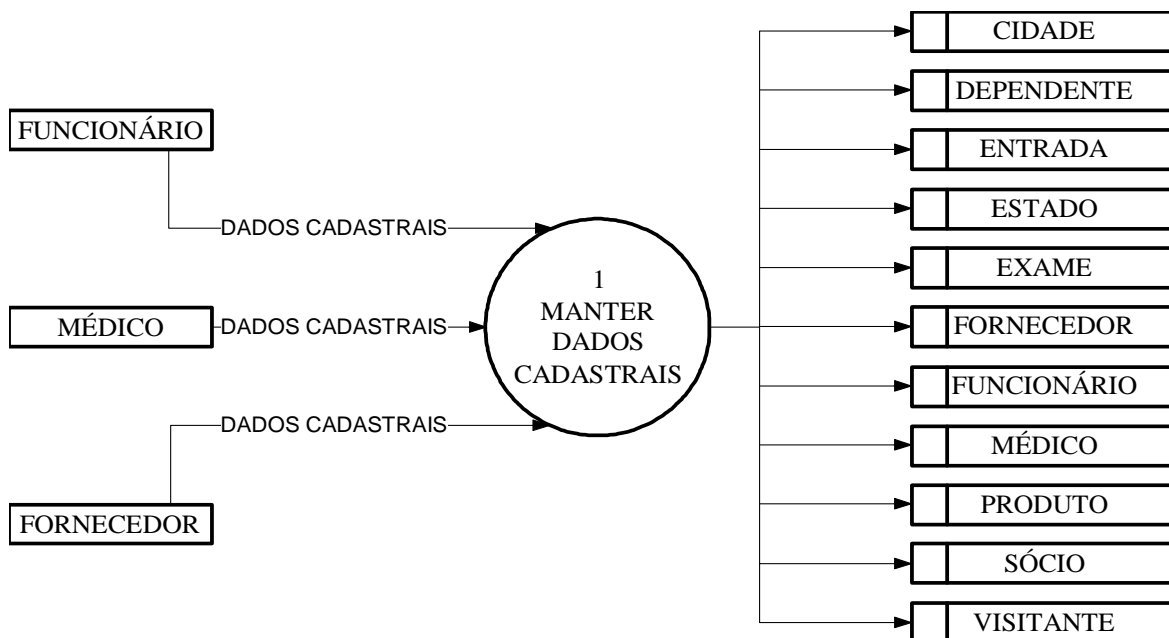 FUNCIONÁRIO
DADOS CADASTRAIS
MÉDICO
DADOS CADASTRAIS
FORNECEDOR
DADOS CADASTRAIS
1
MANTER
DADOS
CADASTRAIS
CIDADE
DEPENDENTE
ENTRADA
ESTADO
EXAME
FORNECEDOR
FUNCIONÁRIO
MÉDICO
PRODUTO
SÓCIO
VISITANTE